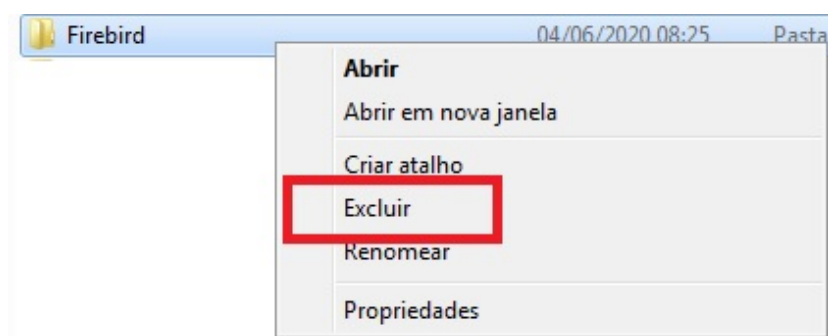 Firebird 04/06/2020 08:25 Pasta
Abrir
Abrir em nova janela
Criar atalho
Excluir
Renomear
Propriedades